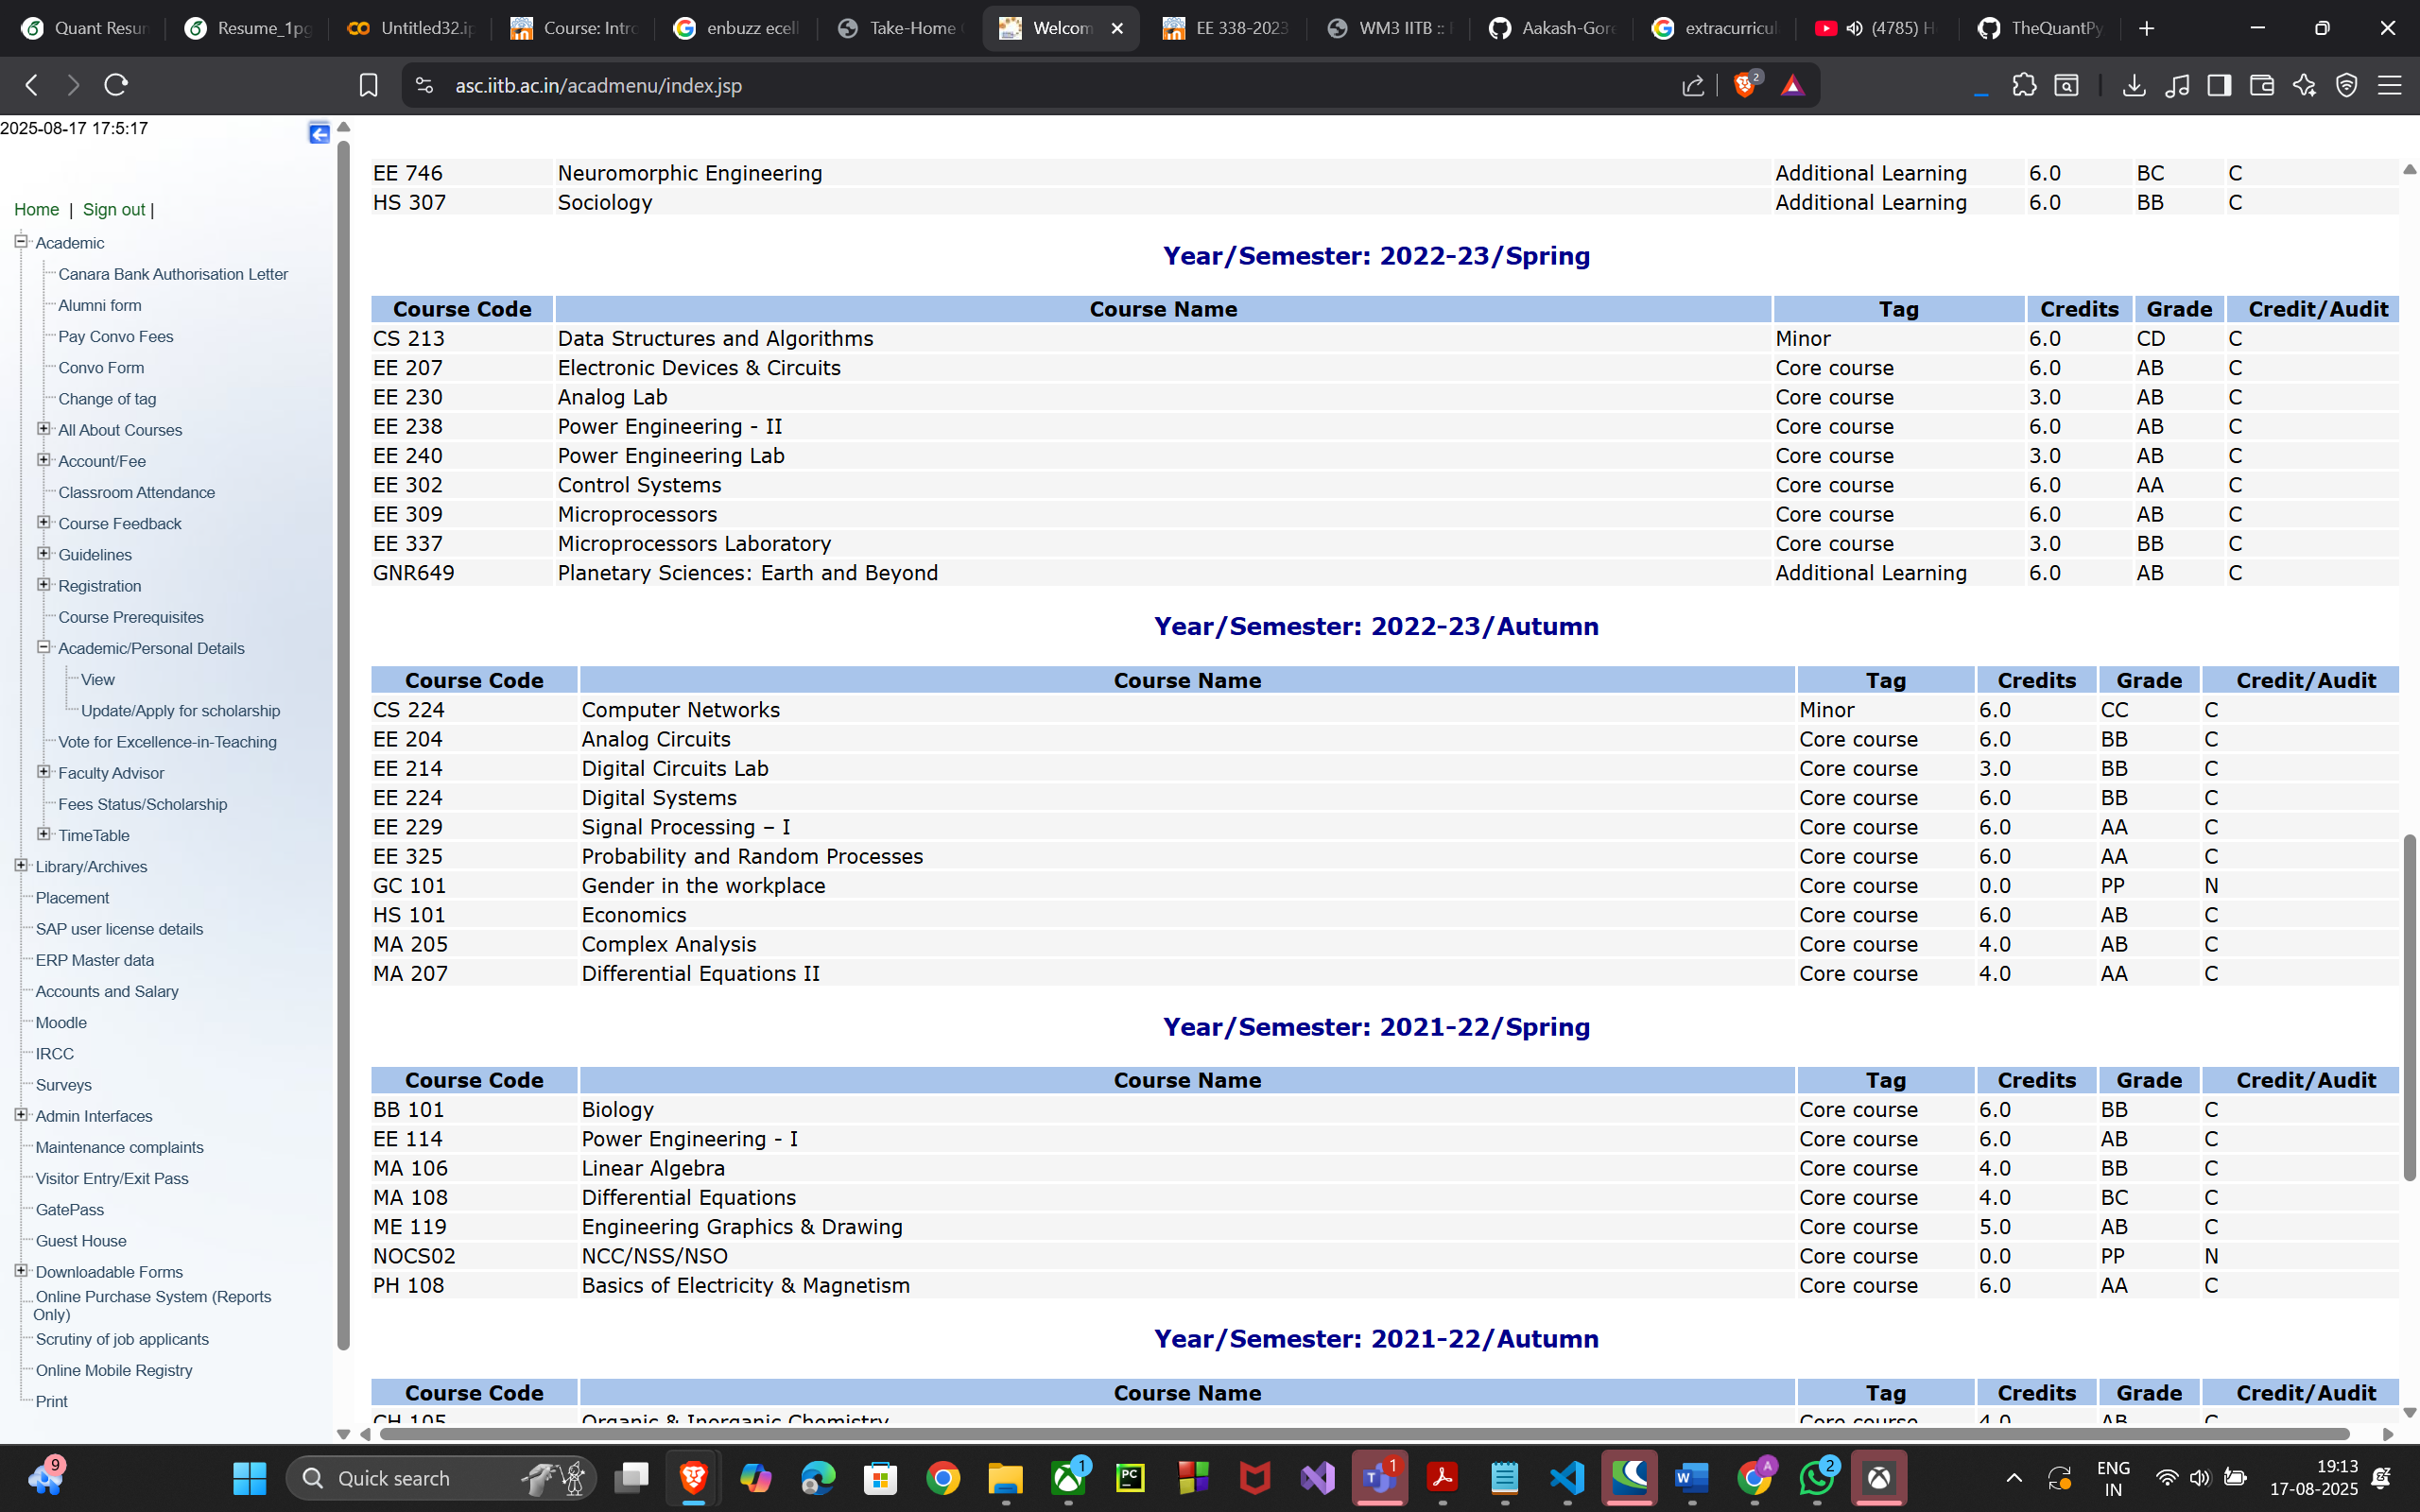 Quant Resun
Resume_1pg
Untitled32.ip
Course: Intro
enbuzz ecell
Take-Home
Welcom
EE 338-2023
WM3 IITB ::
Aakash-Gor
extracurricul
(4785) H
TheQuantPy
asc.iitb.ac.in/acadmenu/index.jsp
2
2025-08-17 17:5:17
Home | Sign out |
Academic
Canara Bank Authorisation Letter
Alumni form
Pay Convo Fees
Convo Form
Change of tag
All About Courses
Account/Fee
Classroom Attendance
Course Feedback
Guidelines
Registration
Course Prerequisites
Academic/Personal Details
View
Update/Apply for scholarship
Vote for Excellence-in-Teaching
Faculty Advisor
Fees Status/Scholarship
TimeTable
Library/Archives
Placement
SAP user license details
ERP Master data
Accounts and Salary
Moodle
IRCC
Surveys
Admin Interfaces
Maintenance complaints
Visitor Entry/Exit Pass
GatePass
Guest House
Downloadable Forms
Online Purchase System (Reports
Only)
Scrutiny of job applicants
Online Mobile Registry
Print
EE 746 Neuromorphic Engineering Additional Learning 6.0 BC C
HS 307 Sociology Additional Learning 6.0 BB C
Year/Semester: 2022-23/Spring
Course Code Course Name Tag Credits Grade Credit/Audit
CS 213 Data Structures and Algorithms Minor 6.0 CD C
EE 207 Electronic Devices & Circuits Core course 6.0 AB C
EE 230 Analog Lab Core course 3.0 AB C
EE 238 Power Engineering - II Core course 6.0 AB C
EE 240 Power Engineering Lab Core course 3.0 AB C
EE 302 Control Systems Core course 6.0 AA C
EE 309 Microprocessors Core course 6.0 AB C
EE 337 Microprocessors Laboratory Core course 3.0 BB C
GNR649 Planetary Sciences: Earth and Beyond Additional Learning 6.0 AB C
Year/Semester: 2022-23/Autumn
Course Code Course Name Tag Credits Grade Credit/Audit
CS 224 Computer Networks Minor 6.0 CC C
EE 204 Analog Circuits Core course 6.0 BB C
EE 214 Digital Circuits Lab Core course 3.0 BB C
EE 224 Digital Systems Core course 6.0 BB C
EE 229 Signal Processing – I Core course 6.0 AA C
EE 325 Probability and Random Processes Core course 6.0 AA C
GC 101 Gender in the workplace Core course 0.0 PP N
HS 101 Economics Core course 6.0 AB C
MA 205 Complex Analysis Core course 4.0 AB C
MA 207 Differential Equations II Core course 4.0 AA C
Year/Semester: 2021-22/Spring
Course Code Course Name Tag Credits Grade Credit/Audit
BB 101 Biology Core course 6.0 BB C
EE 114 Power Engineering - I Core course 6.0 AB C
MA 106 Linear Algebra Core course 4.0 BB C
MA 108 Differential Equations Core course 4.0 BC C
ME 119 Engineering Graphics & Drawing Core course 5.0 AB C
NOCS02 NCC/NSS/NSO Core course 0.0 PP N
PH 108 Basics of Electricity & Magnetism Core course 6.0 AA C
Year/Semester: 2021-22/Autumn
Course Code Course Name Tag Credits Grade Credit/Audit
CH 105 Organic & Inorganic Chemistry Core course 4.0 AB C
9
Quick search
1
PC
1
W
A
2
ENG
IN
19:13
17-08-2025